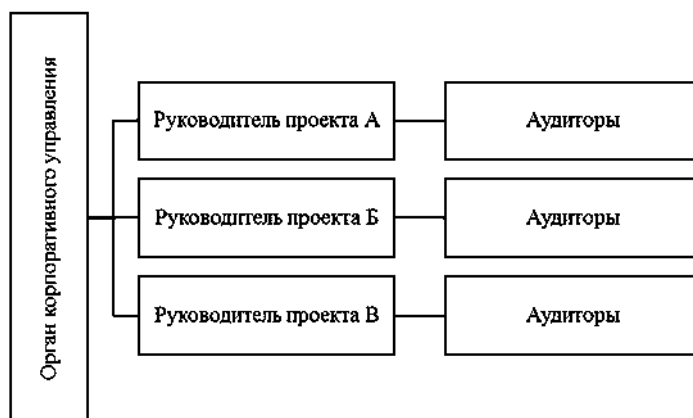 Орган корпоративного управления
Руководитель проекта А
Аудиторы
Руководитель проекта Б
Аудиторы
Руководитель проекта В
Аудиторы